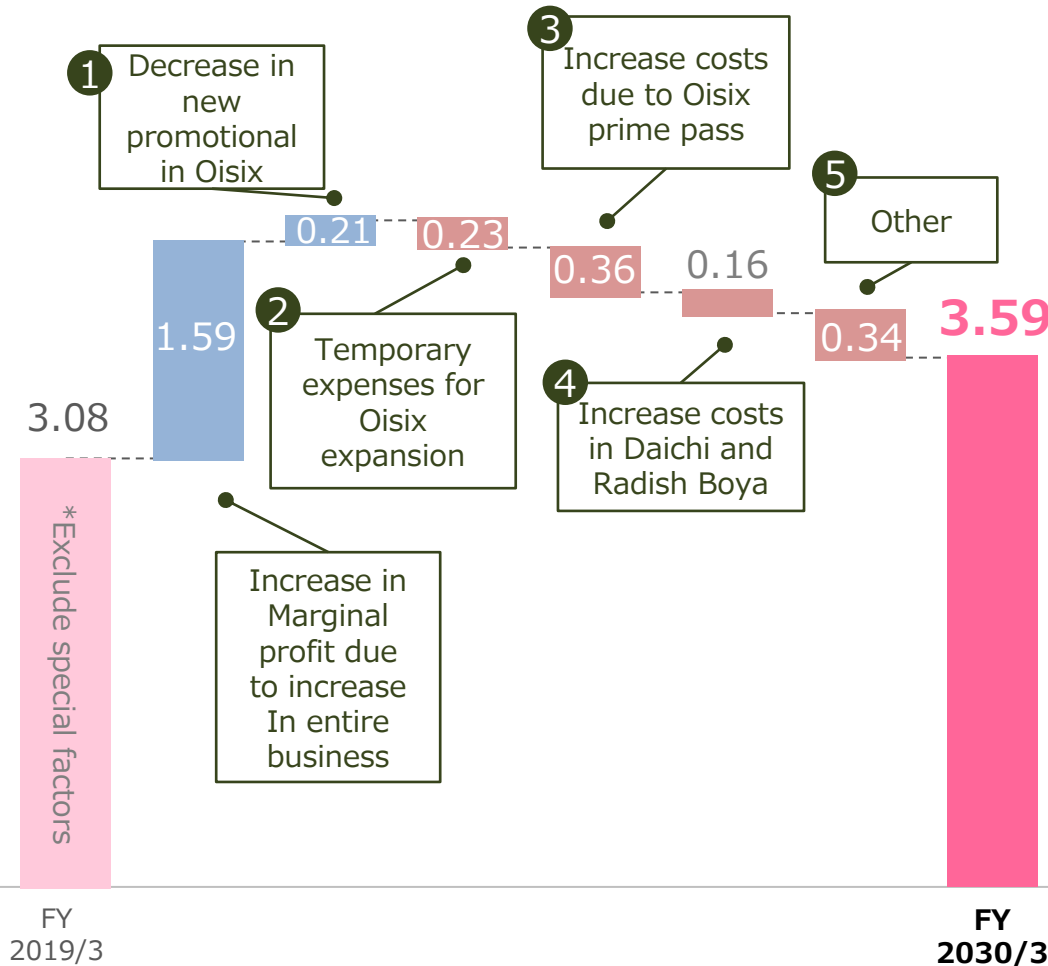 1
Decrease in
new
promotional
in Oisix
3
Increase costs
due to Oisix
prime pass
5
Other
0.21
0.23
0.36
0.16
0.34
3.59
1.59
2
Temporary
expenses for
Oisix
expansion
4
Increase costs
in Daichi and
Radish Boya
3.08
*Exclude special factors
Increase in
Marginal
profit due
to increase
In entire
business
FY
2019/3
FY
2030/3